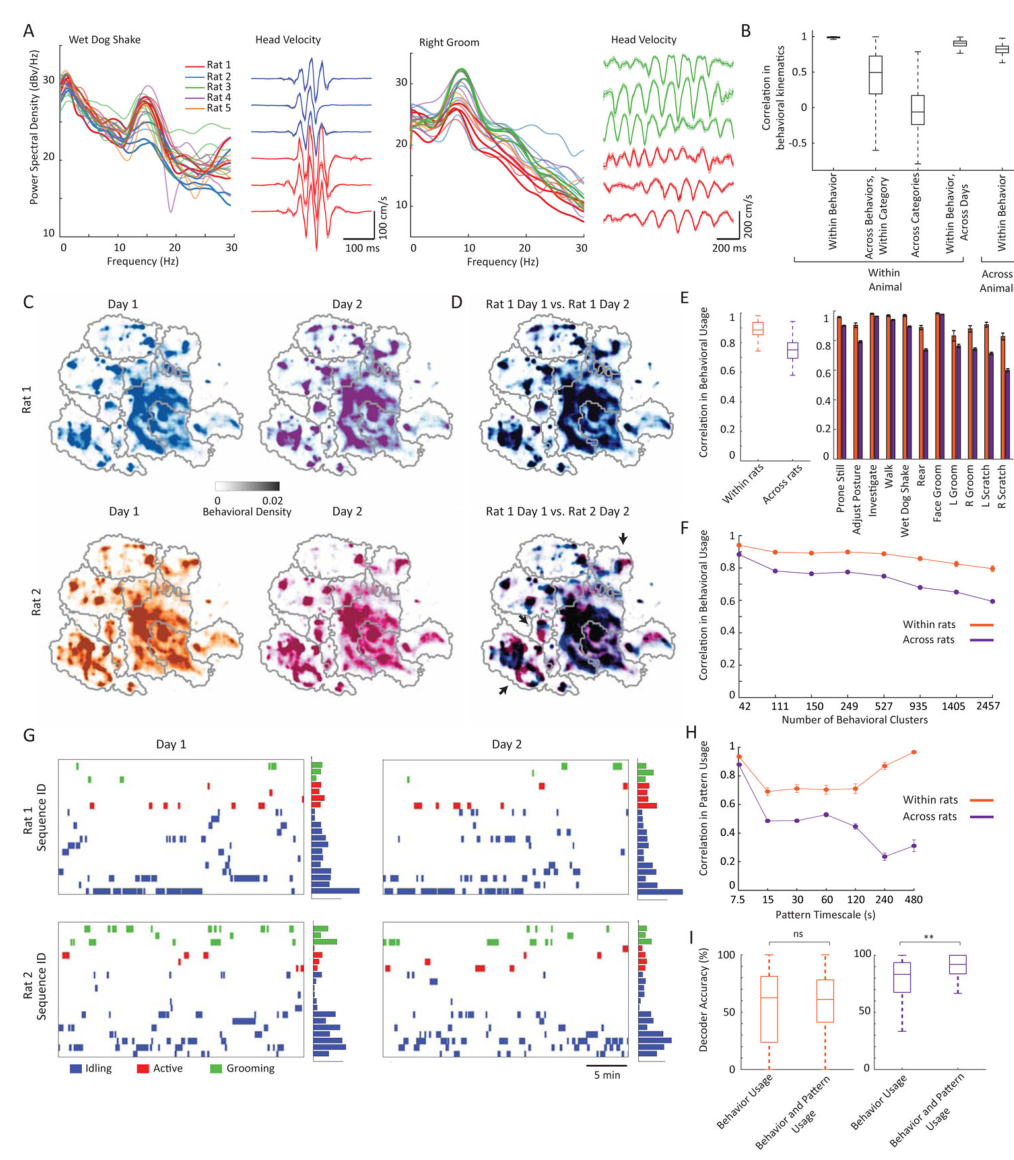 A
Wet Dog Shake
Head Velocity
Right Groom
Head Velocity
Power Spectral Density (dBv/Hz)
30
20
10
Rat 1
Rat 2
Rat 3
Rat 4
Rat 5
0
10
20
30
Frequency (Hz)
100 cm/s
100 ms
30
20
10
0
10
20
30
Frequency (Hz)
200 cm/s
200 ms
B
Correlation in
behavioral kinematics
1
0.5
0
-0.5
Within Behavior
Across Behaviors,
Within Category
Across Categories
Within Behavior,
Across Days
Within Behavior
Within
Animal
Across
Animals
C
Day 1
Day 2
Rat 1
0
0.02
Behavioral Density
Day 1
Day 2
Rat 2
D
Rat 1 Day 1 vs. Rat 1 Day 2
Rat 1 Day 1 vs. Rat 2 Day 2
E
Correlation in Behavioral Usage
1
0.8
0.6
0.4
0.2
0
Within rats
Across rats
Prone Still
Adjust Posture
Investigate
Walk
Wet Dog Shake
Rear
Face Groom
L Groom
R Groom
L Scratch
R Scratch
F
Correlation in Behavioral Usage
1
0.8
0.6
0.4
0.2
0
Within rats
Across rats
42
111
150
249
527
935
1405
2457
Number of Behavioral Clusters
G
Day 1
Day 2
Rat 1
Sequence ID
Rat 2
Sequence ID
Idling
Active
Grooming
5 min
H
Correlation in Pattern Usage
1
0.8
0.6
0.4
0.2
0
Within rats
Across rats
7.5
15
30
60
120
240
480
Pattern Timescale (s)
I
Decoder Accuracy (%)
100
50
0
ns
Behavior Usage
Behavior and Pattern
Usage
100
50
0
**
Behavior Usage
Behavior and Pattern
Usage